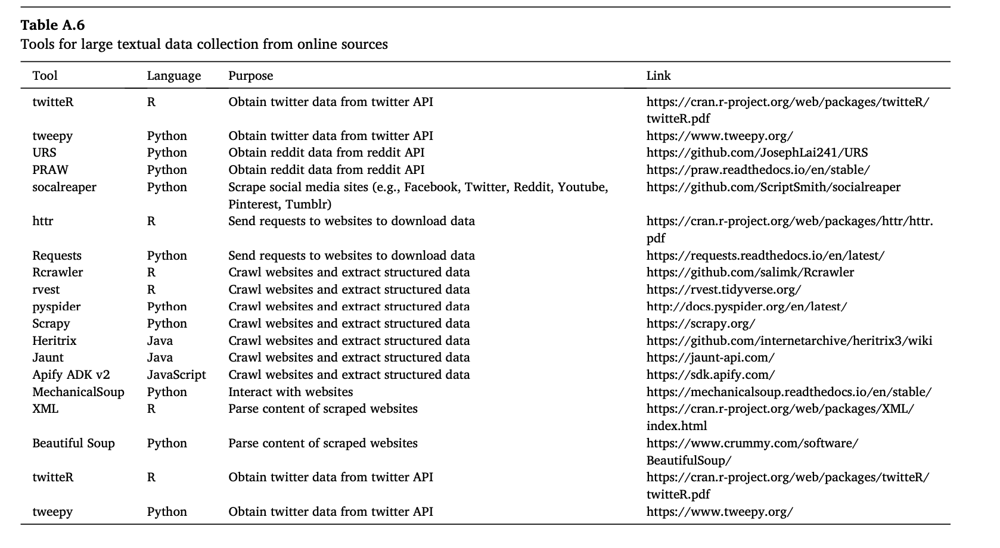 Table A.6
Tools for large textual data collection from online sources
Tool Language Purpose Link
twitteR R Obtain twitter data from twitter API https://cran.r-project.org/web/packages/twitteR/
twitteR.pdf
tweepy Python Obtain twitter data from twitter API https://www.tweepy.org/
URS Python Obtain reddit data from reddit API https://github.com/JosephLai241/URS
PRAW Python Obtain reddit data from reddit API https://praw.readthedocs.io/en/stable/
socalreaper Python Scrape social media sites (e.g., Facebook, Twitter, Reddit, Youtube, https://github.com/ScriptSmith/socialreaper
Pinterest, Tumblr)
httr R Send requests to websites to download data https://cran.r-project.org/web/packages/httr/httr.
pdf
Requests Python Send requests to websites to download data https://requests.readthedocs.io/en/latest/
Rcrawler R Crawl websites and extract structured data https://github.com/salimk/Rcrawler
rvest R Crawl websites and extract structured data https://rvest.tidyverse.org/
pyspider Python Crawl websites and extract structured data http://docs.pyspider.org/en/latest/
Scrapy Python Crawl websites and extract structured data https://scrapy.org/
Heritrix Java Crawl websites and extract structured data https://github.com/internetarchive/heritrix3/wiki
Jaunt Java Crawl websites and extract structured data https://jaunt-api.com/
Apify ADK v2 JavaScript Crawl websites and extract structured data https://sdk.apify.com/
MechanicalSoup Python Interact with websites https://mechanicalsoup.readthedocs.io/en/stable/
XML R Parse content of scraped websites https://cran.r-project.org/web/packages/XML/
index.html
Beautiful Soup Python Parse content of scraped websites https://www.crummy.com/software/
BeautifulSoup/
twitteR R Obtain twitter data from twitter API https://cran.r-project.org/web/packages/twitteR/
twitteR.pdf
tweepy Python Obtain twitter data from twitter API https://www.tweepy.org/